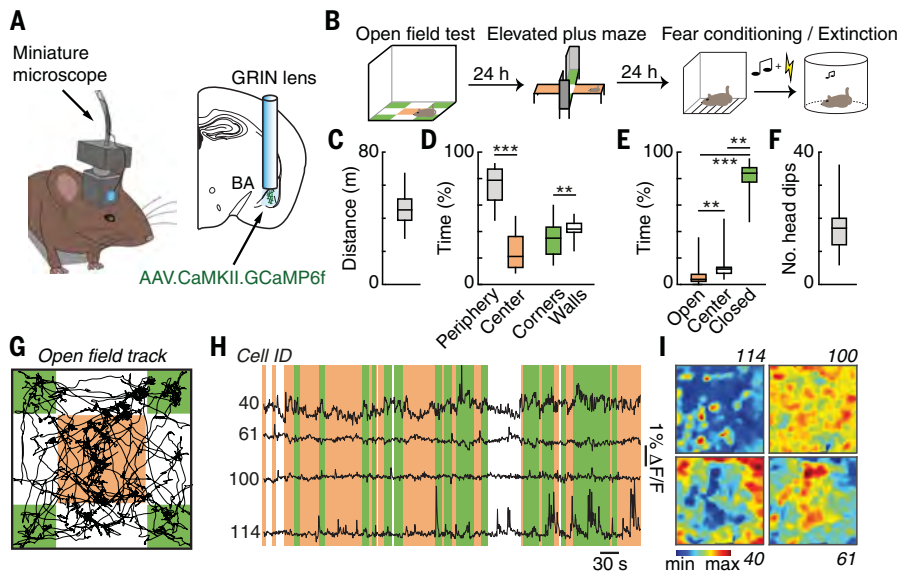 A
Miniature
microscope
GRIN lens
BA
AAV.CaMKII.GCaMP6f
B
Open field test
Elevated plus maze
Fear conditioning / Extinction
24 h
24 h
+
C
80
Distance (m)
0
D
100
Time (%)
0
***
**
Periphery
Center
Corners
Walls
E
100
Time (%)
0
**
***
**
Open
Center
Closed
F
40
No. head dips
0
G
Open field track
H
Cell ID
40
61
100
114
1% ΔF/F
30 s
I
114
100
min max
40
61